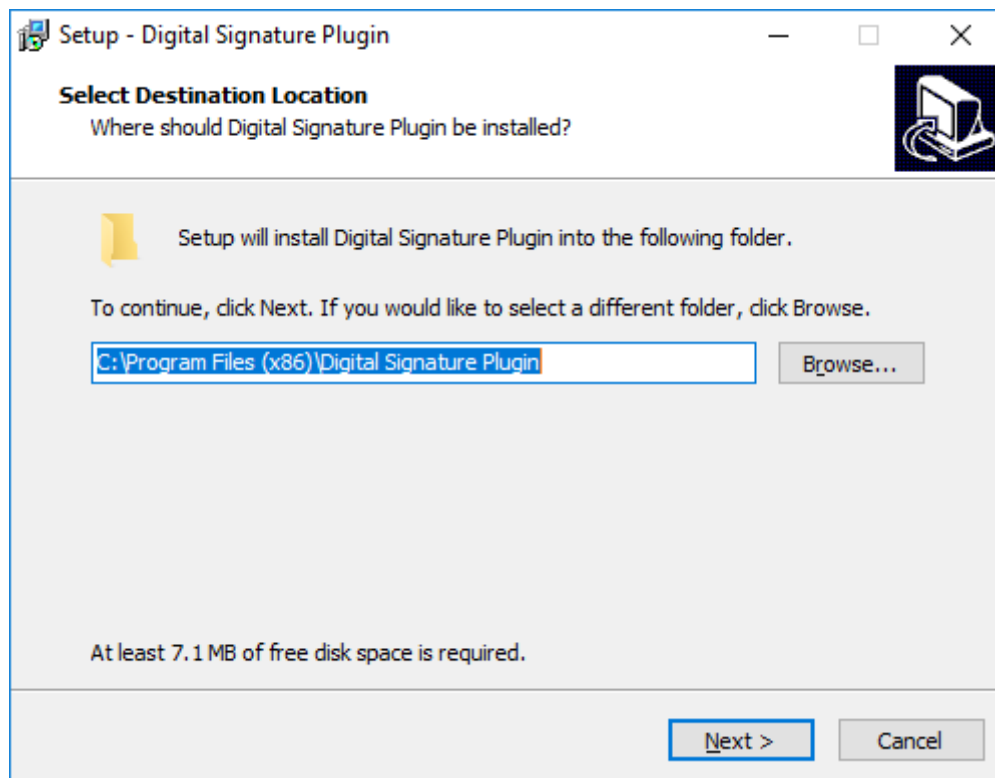 Setup - Digital Signature Plugin
Select Destination Location
Where should Digital Signature Plugin be installed?
Setup will install Digital Signature Plugin into the following folder.
To continue, click Next. If you would like to select a different folder, click Browse.
C:\Program Files (x86)\Digital Signature Plugin
Browse...
At least 7.1 MB of free disk space is required.
Next >
Cancel